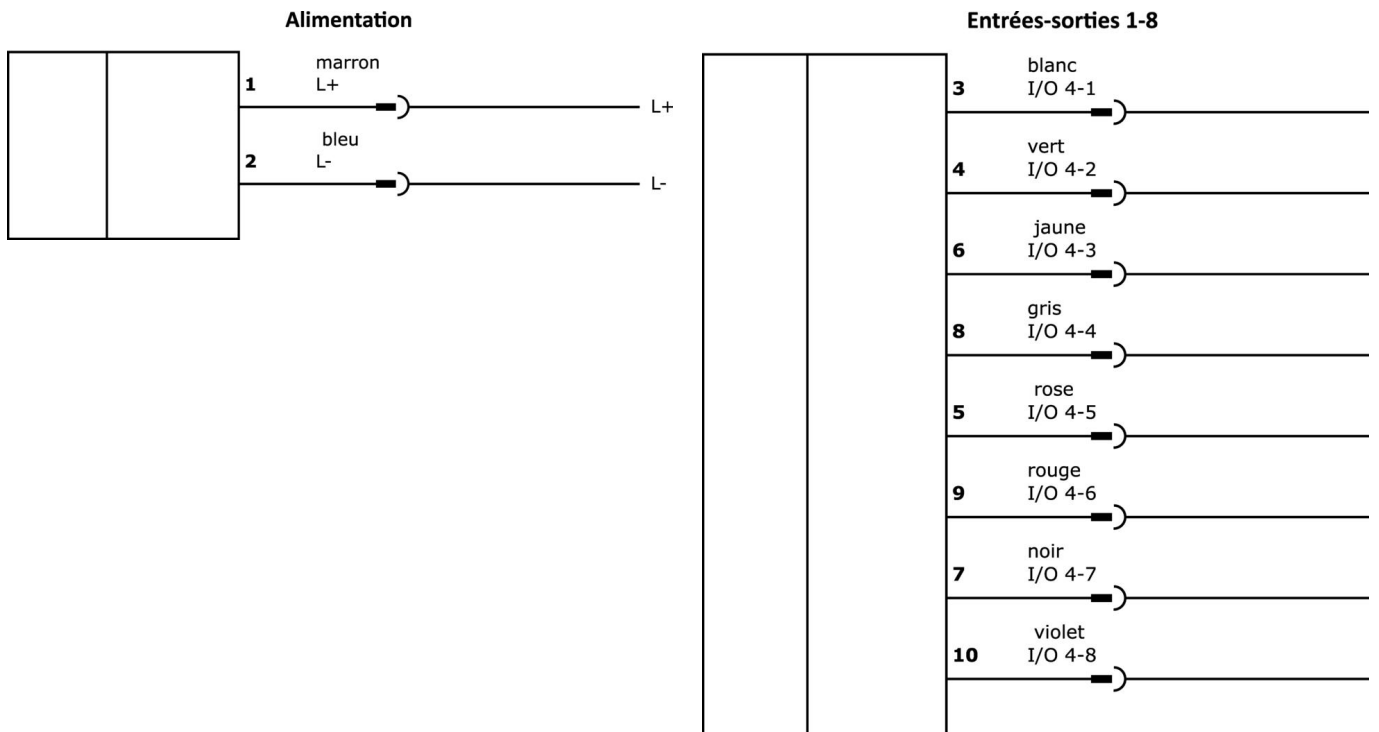 Alimentation
marron
1
L+
L+
bleu
2
L-
L-
Entrées-sorties 1-8
blanc
3
I/O 4-1
vert
4
I/O 4-2
jaune
6
I/O 4-3
gris
8
I/O 4-4
rose
5
I/O 4-5
rouge
9
I/O 4-6
noir
7
I/O 4-7
violet
10
I/O 4-8